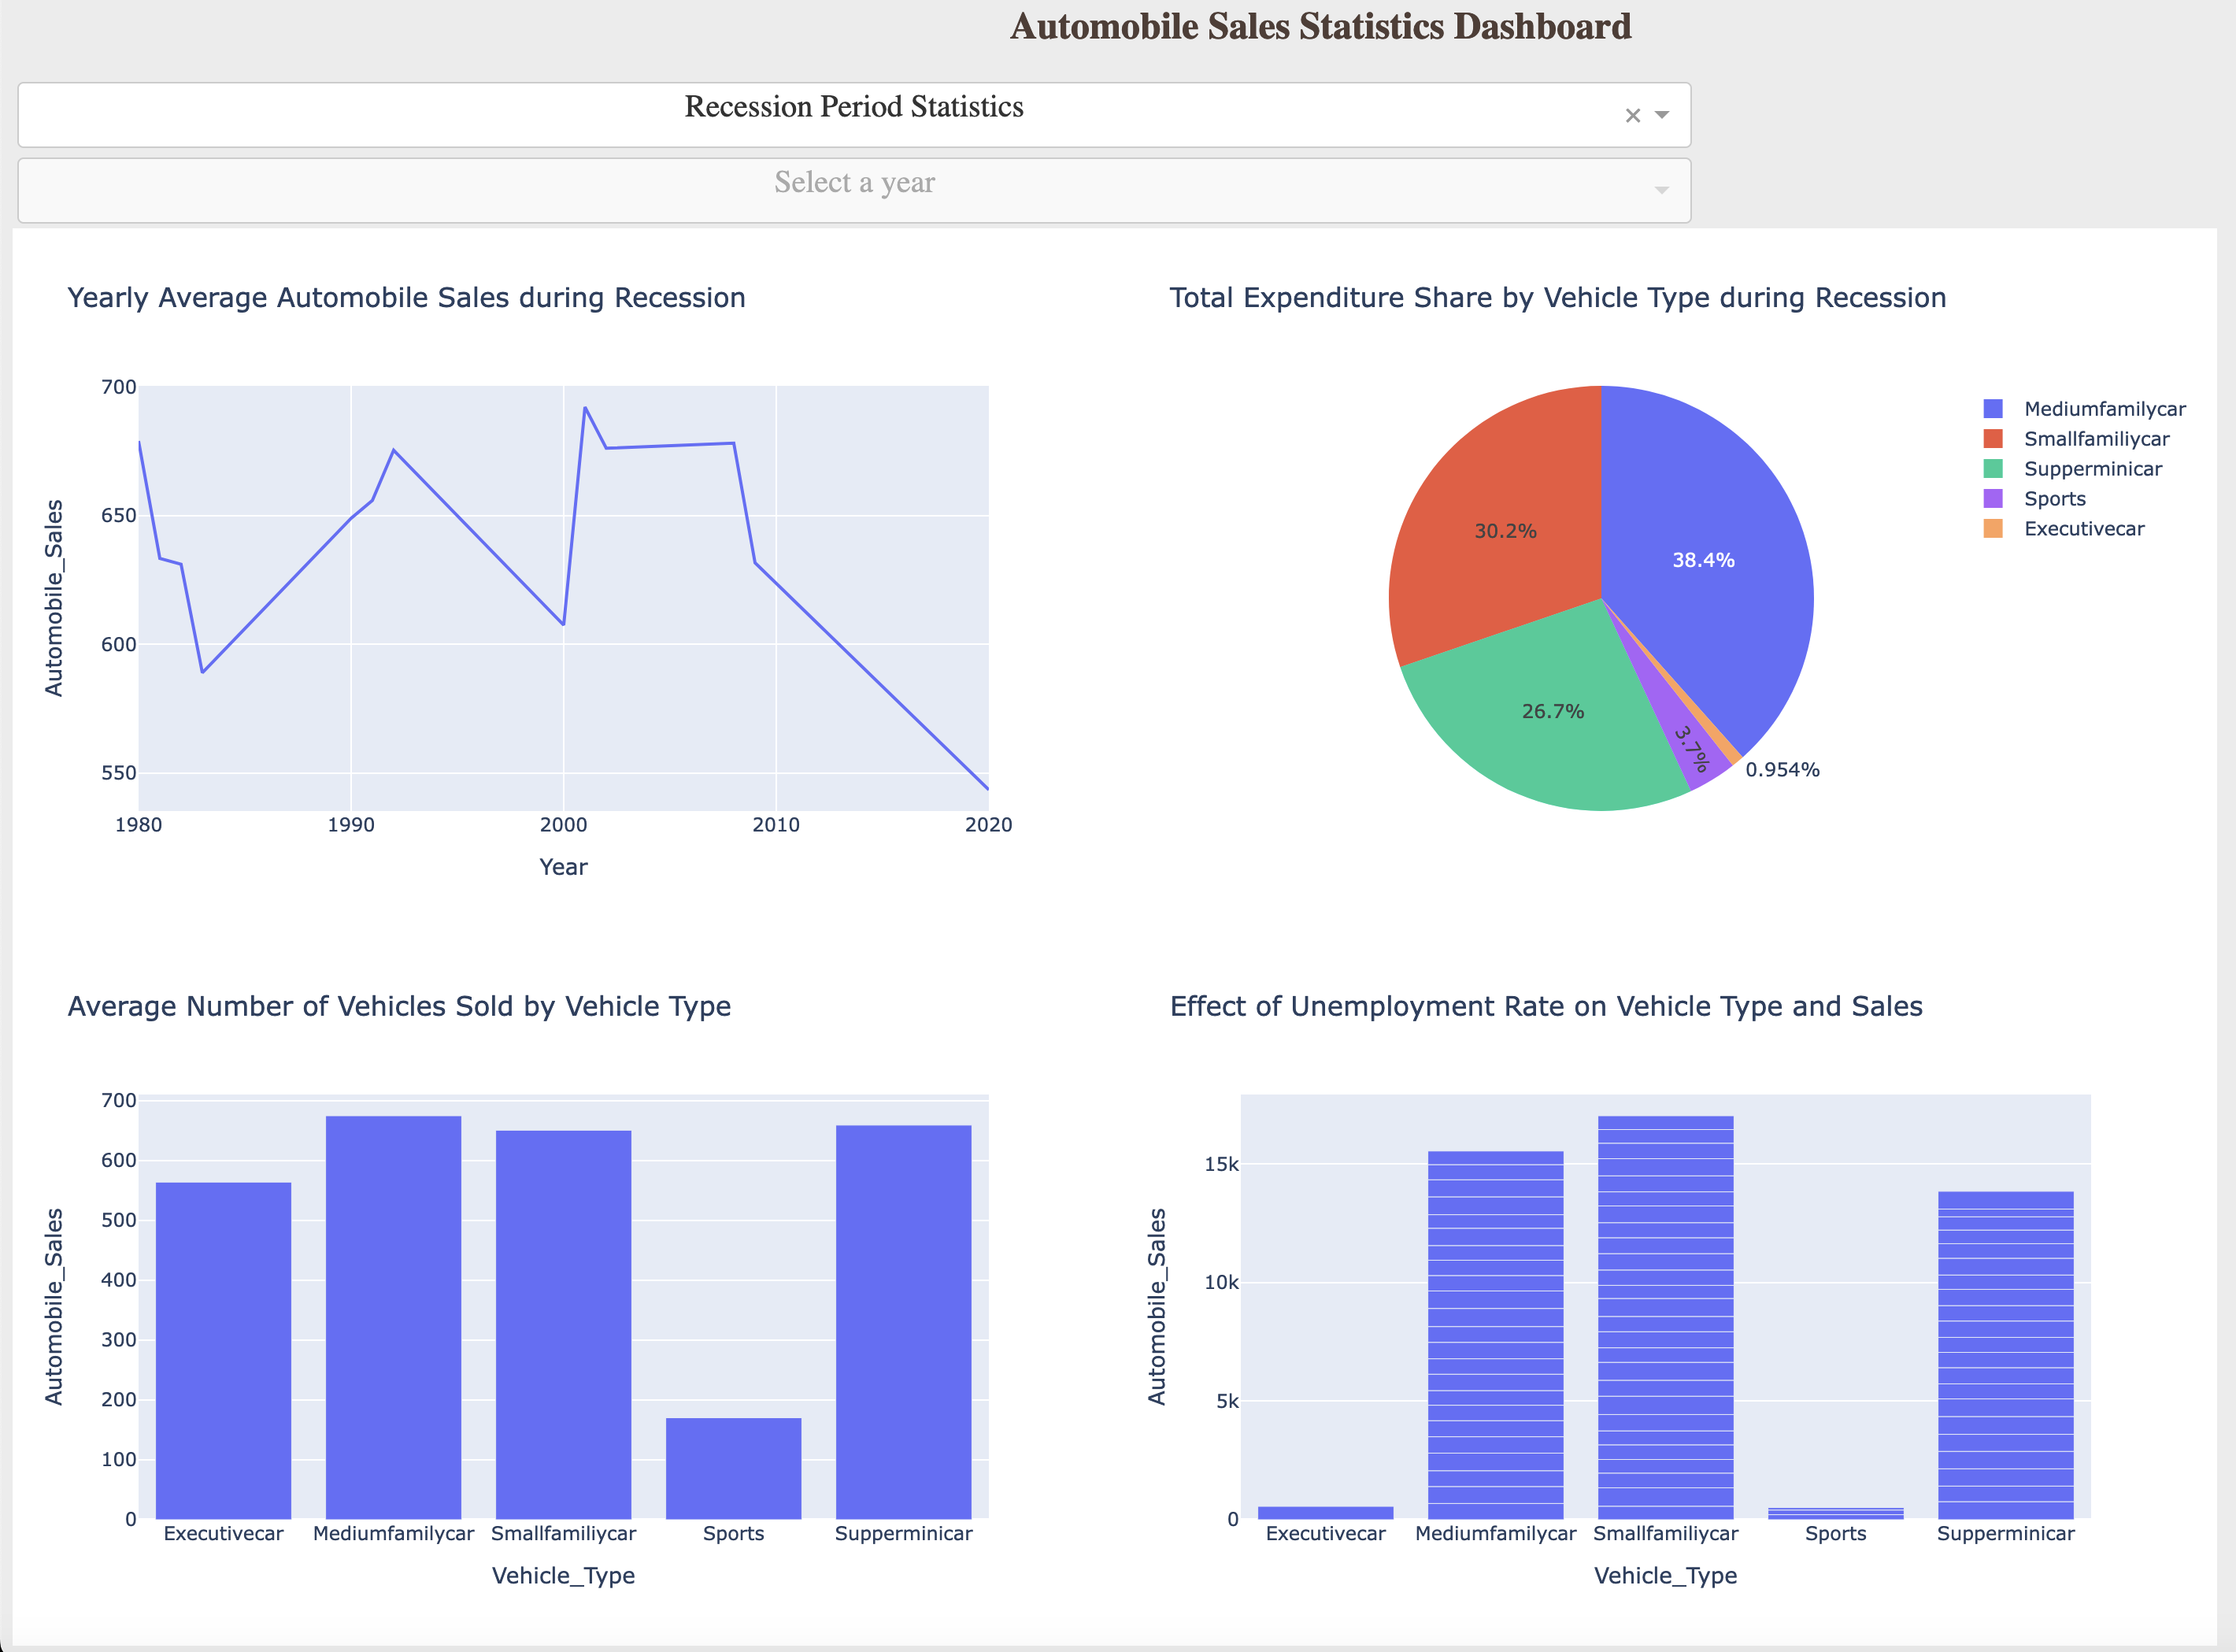 Automobile Sales Statistics Dashboard
Recession Period Statistics
Select a year
Yearly Average Automobile Sales during Recession
700
650
600
550
Automobile_Sales
1980 1990 2000 2010 2020
Year
Total Expenditure Share by Vehicle Type during Recession
38.4%
30.2%
26.7%
3.7%
0.954%
Mediumfamilycar
Smallfamiliycar
Supperminicar
Sports
Executivecar
Average Number of Vehicles Sold by Vehicle Type
700
600
500
400
300
200
100
0
Automobile_Sales
Executivecar Mediumfamilycar Smallfamiliycar Sports Supperminicar
Vehicle_Type
Effect of Unemployment Rate on Vehicle Type and Sales
15k
10k
5k
0
Automobile_Sales
Executivecar Mediumfamilycar Smallfamiliycar Sports Supperminicar
Vehicle_Type